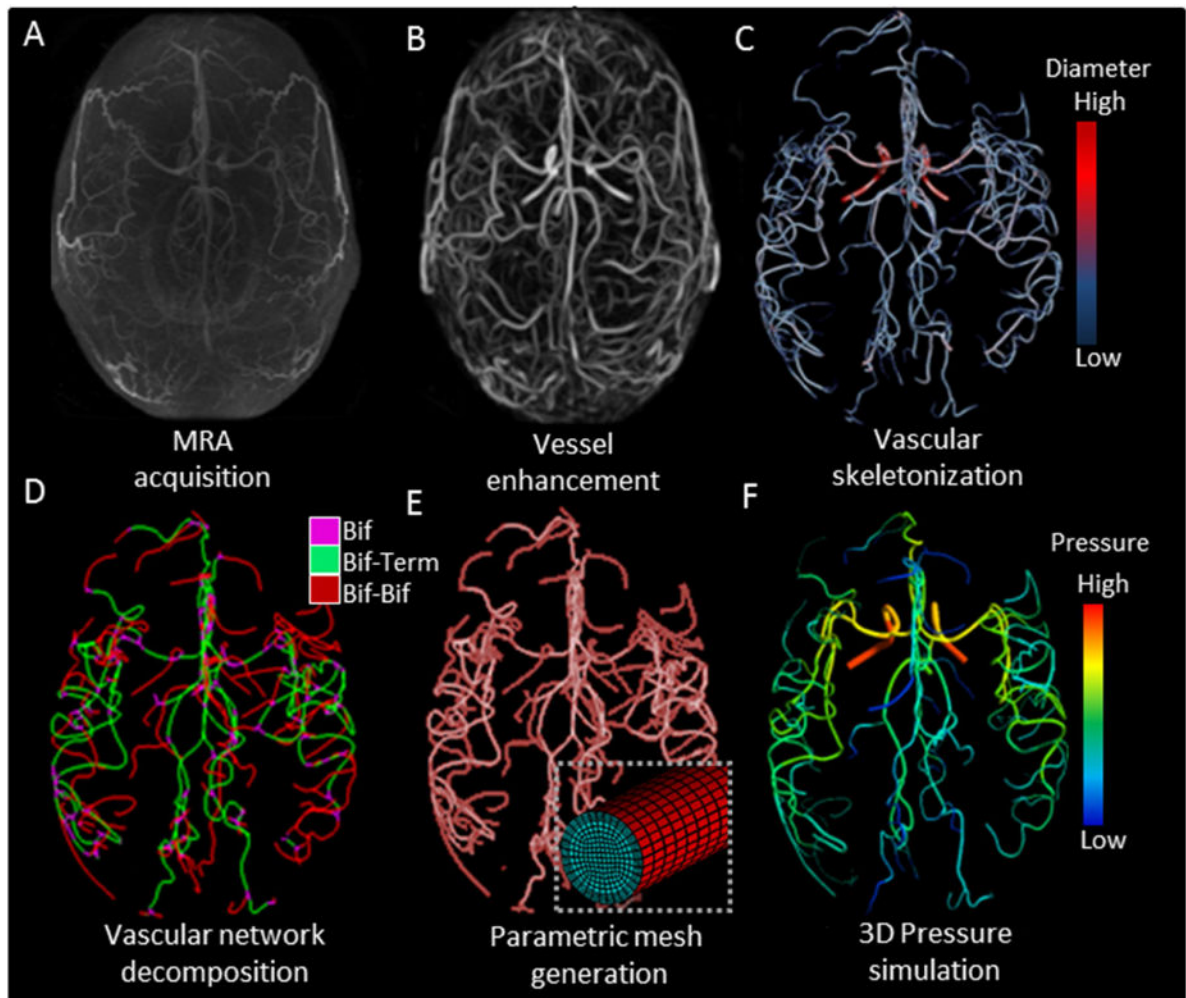 A
B
C
Diameter
High
Low
MRA
acquisition
Vessel
enhancement
Vascular
skeletonization
D
Bif
Bif-Term
Bif-Bif
E
F
Pressure
High
Low
Vascular network
decomposition
Parametric mesh
generation
3D Pressure
simulation